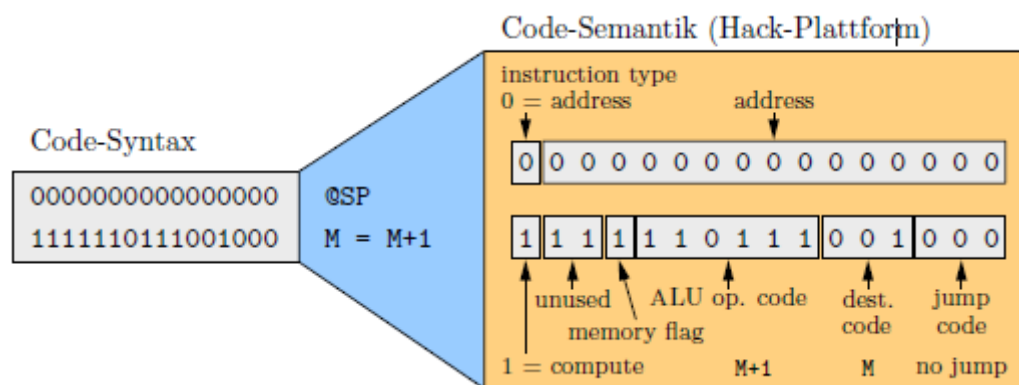 Code-Semantik (Hack-Plattform)
instruction type
0 = address
address
0 0 0 0 0 0 0 0 0 0 0 0 0 0 0 0
Code-Syntax
0000000000000000 @SP
1111110111001000 M = M+1
1 1 1 1 1 1 0 1 1 1 0 0 1 0 0 0
unused
ALU op. code
dest.
code
jump
code
memory flag
1 = compute
M+1
M
no jump